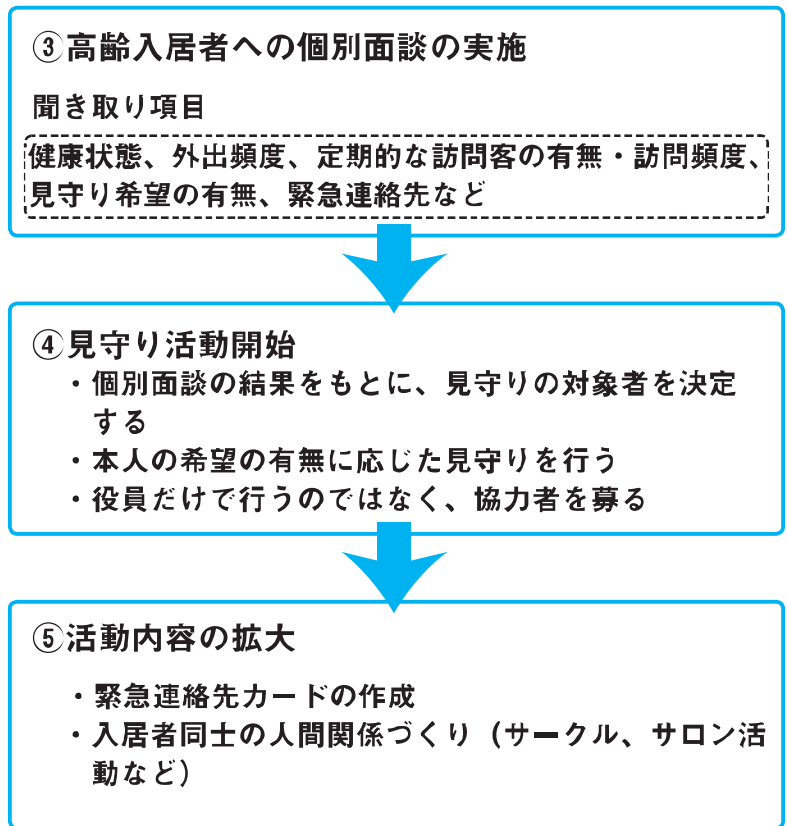 ③高齢入居者への個別面談の実施
聞き取り項目
健康状態、外出頻度、定期的な訪問客の有無・訪問頻度、
見守り希望の有無、緊急連絡先など
④見守り活動開始
・個別面談の結果をもとに、見守りの対象者を決定
する
・本人の希望の有無に応じた見守りを行う
・役員だけで行うのではなく、協力者を募る
⑤活動内容の拡大
・緊急連絡先カードの作成
・入居者同士の人間関係づくり（サークル、サロン活
動など）